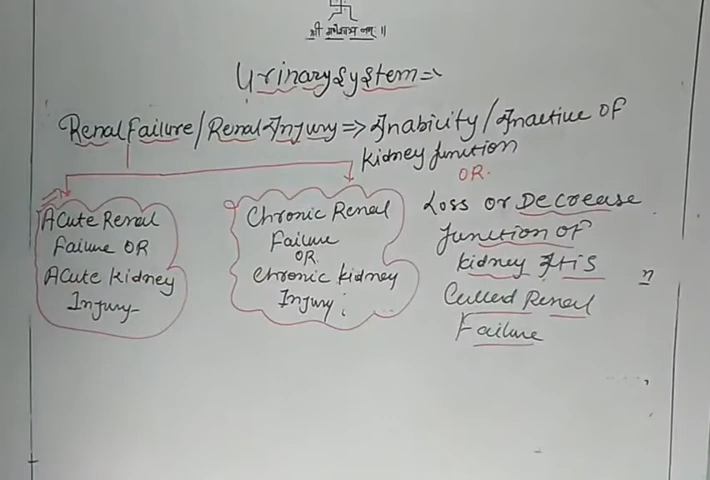 श्री गणेशाय नमः ||
Urinary System ⇒
Renal Failure / Renal Injury ⇒ Inability / Inactive of
kidney function
OR.
Loss or Decrease
function of
kidney It is
Called Renal
Failure
Acute Renal
Failure OR
Acute Kidney
Injury
Chronic Renal
Failure
OR
Chronic kidney
Injury